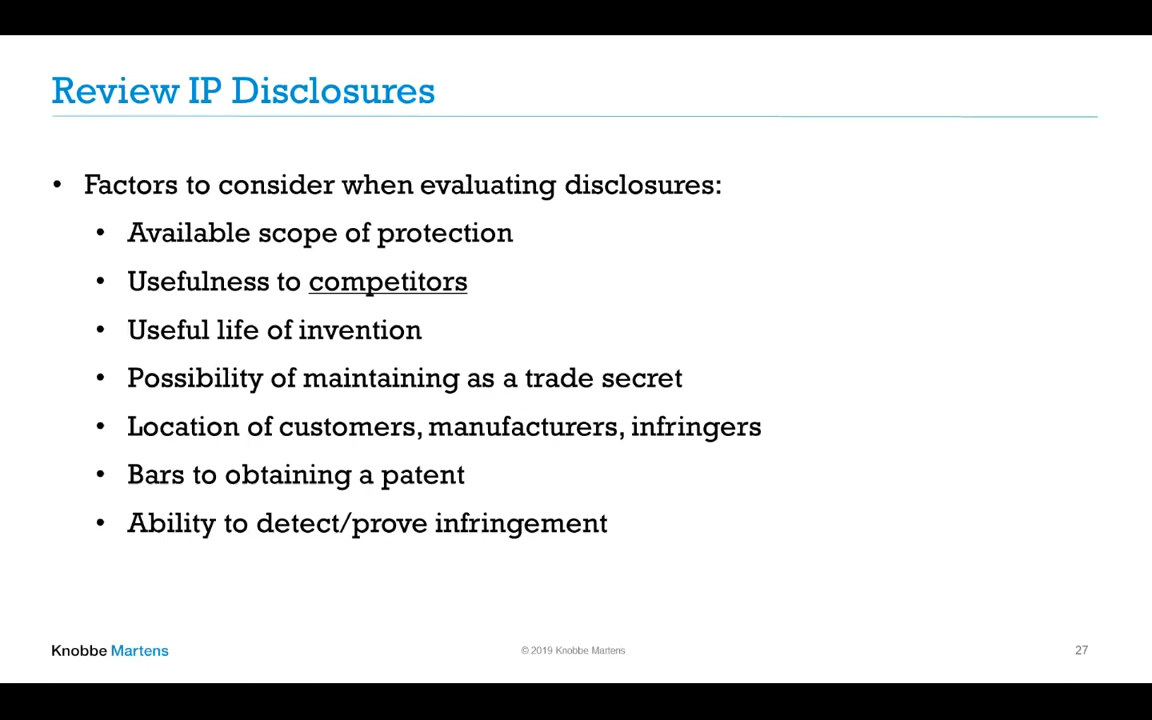 Review IP Disclosures
• Factors to consider when evaluating disclosures:
• Available scope of protection
• Usefulness to competitors
• Useful life of invention
• Possibility of maintaining as a trade secret
• Location of customers, manufacturers, infringers
• Bars to obtaining a patent
• Ability to detect/prove infringement
Knobbe Martens © 2019 Knobbe Martens 27